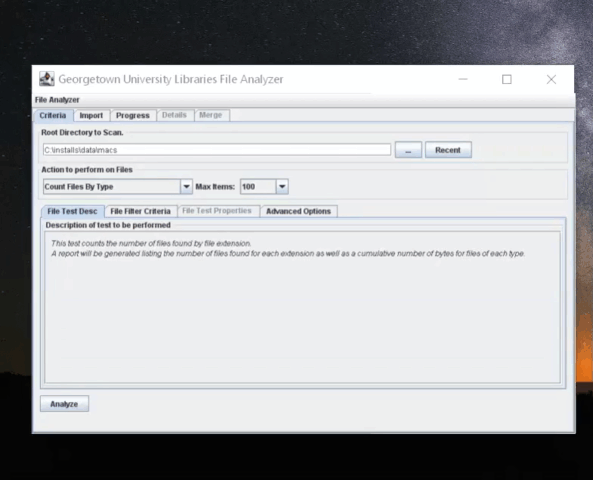 Georgetown University Libraries File Analyzer
File Analyzer
Criteria Import Progress Details Merge
Root Directory to Scan.
C:\installs\data\macs ... Recent
Action to perform on Files
Count Files By Type Max Items: 100
File Test Desc File Filter Criteria File Test Properties Advanced Options
Description of test to be performed
This test counts the number of files found by file extension.
A report will be generated listing the number of files found for each extension as well as a cumulative number of bytes for files of each type.
Analyze